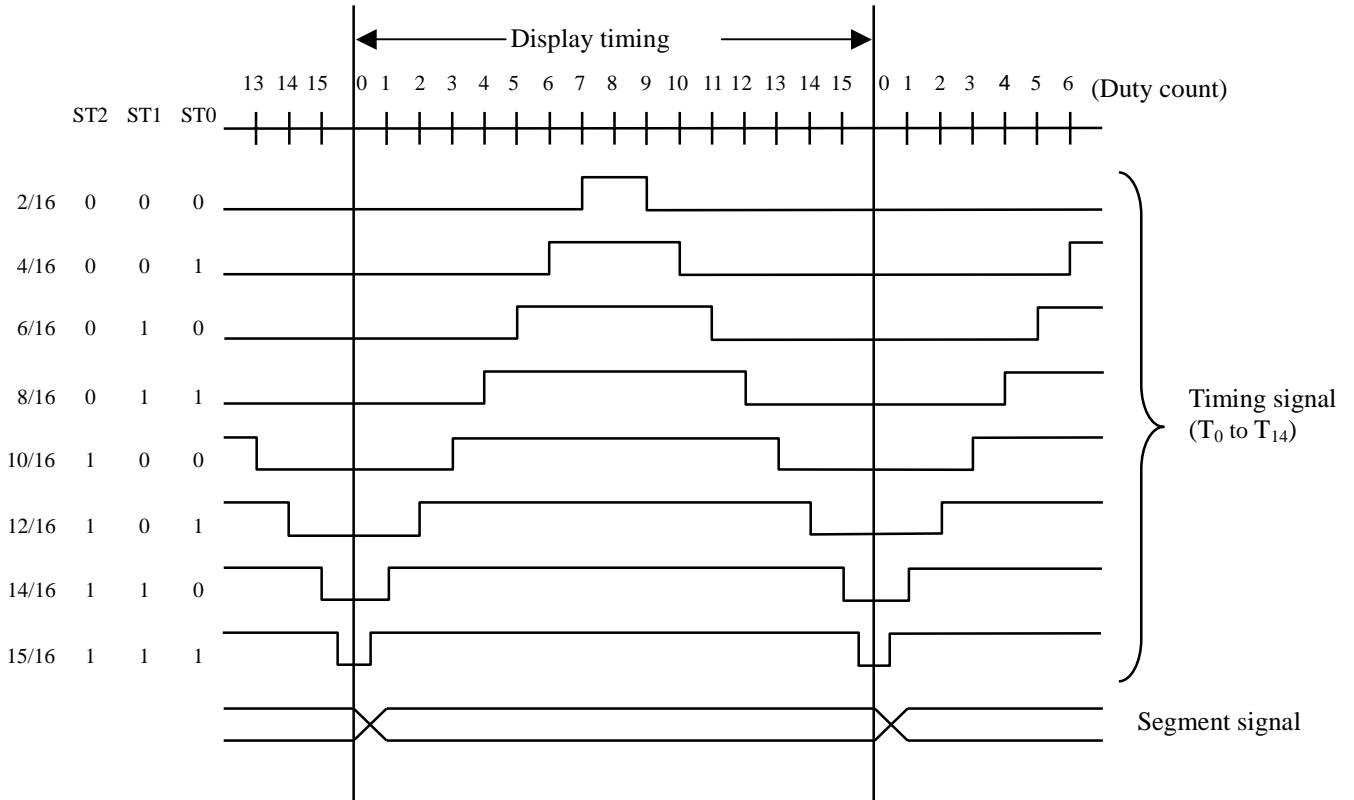 Display timing
13 14 15 0 1 2 3 4 5 6 7 8 9 10 11 12 13 14 15 0 1 2 3 4 5 6 (Duty count)
ST2 ST1 ST0
2/16 0 0 0
4/16 0 0 1
6/16 0 1 0
8/16 0 1 1
Timing signal
(T0 to T14)
10/16 1 0 0
12/16 1 0 1
14/16 1 1 0
15/16 1 1 1
Segment signal